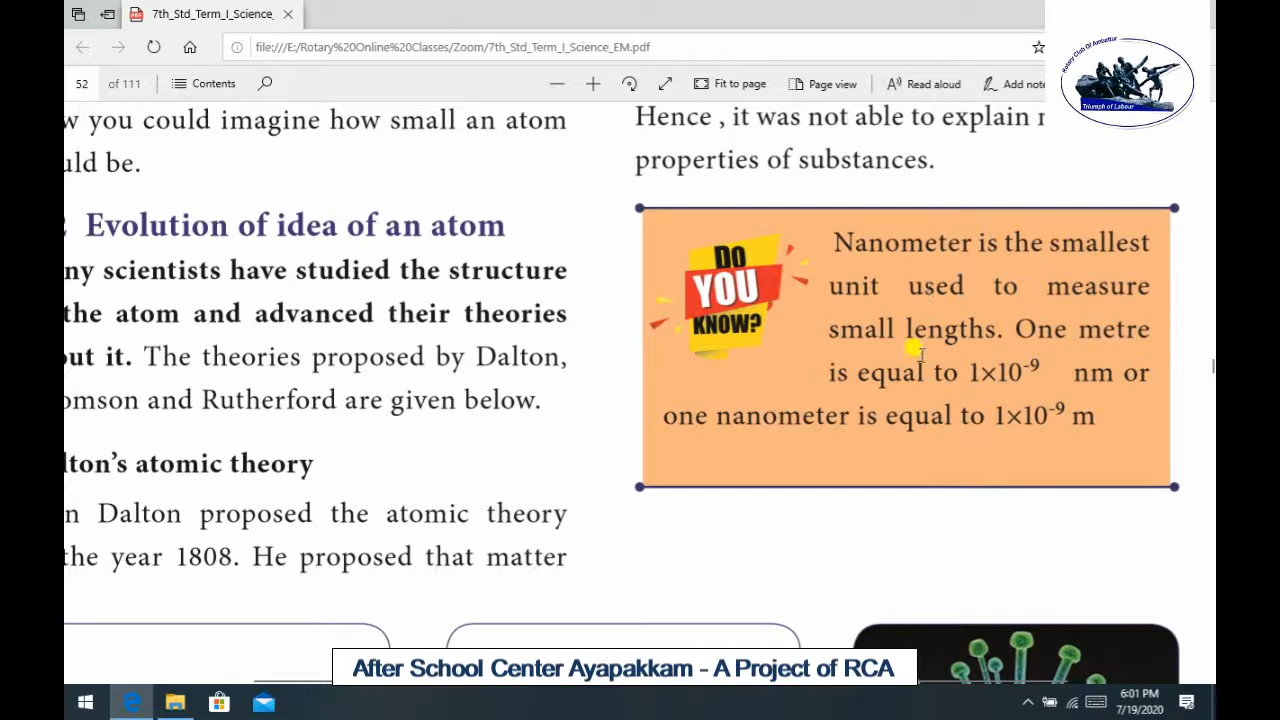 7th_Std_Term_I_Science_
file:///E:/Rotary%20Online%20Classes/Zoom/7th_Std_Term_I_Science_EM.pdf
Rotary Club Of Ambattur
Triumph of Labour
52 of 111 Contents Fit to page Page view Read aloud Add note
w you could imagine how small an atom
uld be.
Evolution of idea of an atom
ny scientists have studied the structure
the atom and advanced their theories
out it. The theories proposed by Dalton,
omson and Rutherford are given below.
lton’s atomic theory
n Dalton proposed the atomic theory
the year 1808. He proposed that matter
Hence , it was not able to explain
properties of substances.
DO
YOU
KNOW?
Nanometer is the smallest
unit used to measure
small lengths. One metre
is equal to 1×10⁻⁹ nm or
one nanometer is equal to 1×10⁻⁹ m
After School Center Ayapakkam - A Project of RCA
6:01 PM
7/19/2020